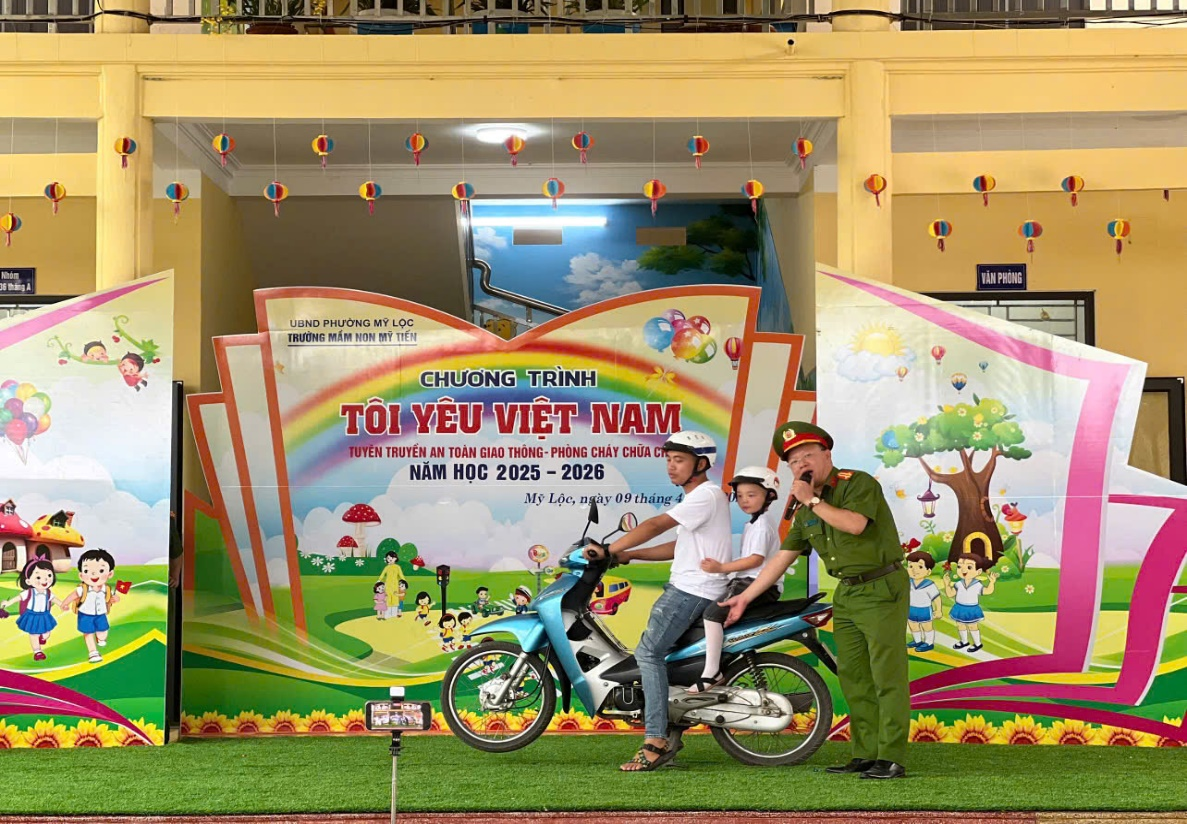 Nhóm
06 tháng A
VĂN PHÒNG
UBND PHƯỜNG MỸ LỘC
TRƯỜNG MẦM NON MỸ TIẾN
CHƯƠNG TRÌNH
TÔI YÊU VIỆT NAM
TUYÊN TRUYỀN AN TOÀN GIAO THÔNG - PHÒNG CHÁY CHỮA
NĂM HỌC 2025 - 2026
Mỹ Lộc, ngày 09 tháng